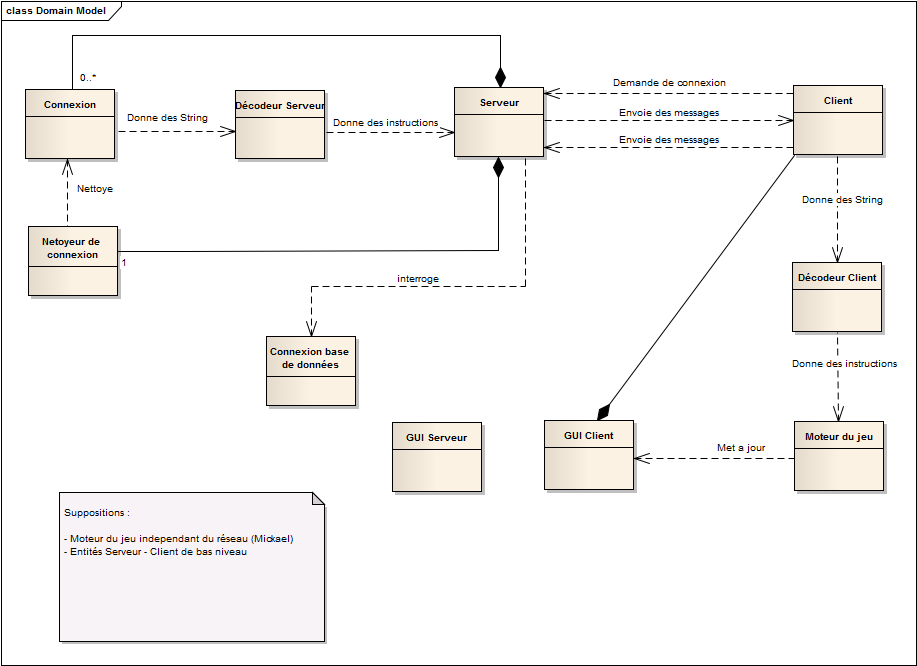 class Domain Model
0..*
Connexion
Donne des String
Décodeur Serveur
Donne des instructions
Serveur
Demande de connexion
Envoie des messages
Envoie des messages
Client
Nettoye
Donne des String
Netoyeur de
connexion
1
interroge
Décodeur Client
Connexion base
de données
Donne des instructions
GUI Serveur
GUI Client
Met a jour
Moteur du jeu
Suppositions :
- Moteur du jeu independant du réseau (Mickael)
- Entités Serveur - Client de bas niveau